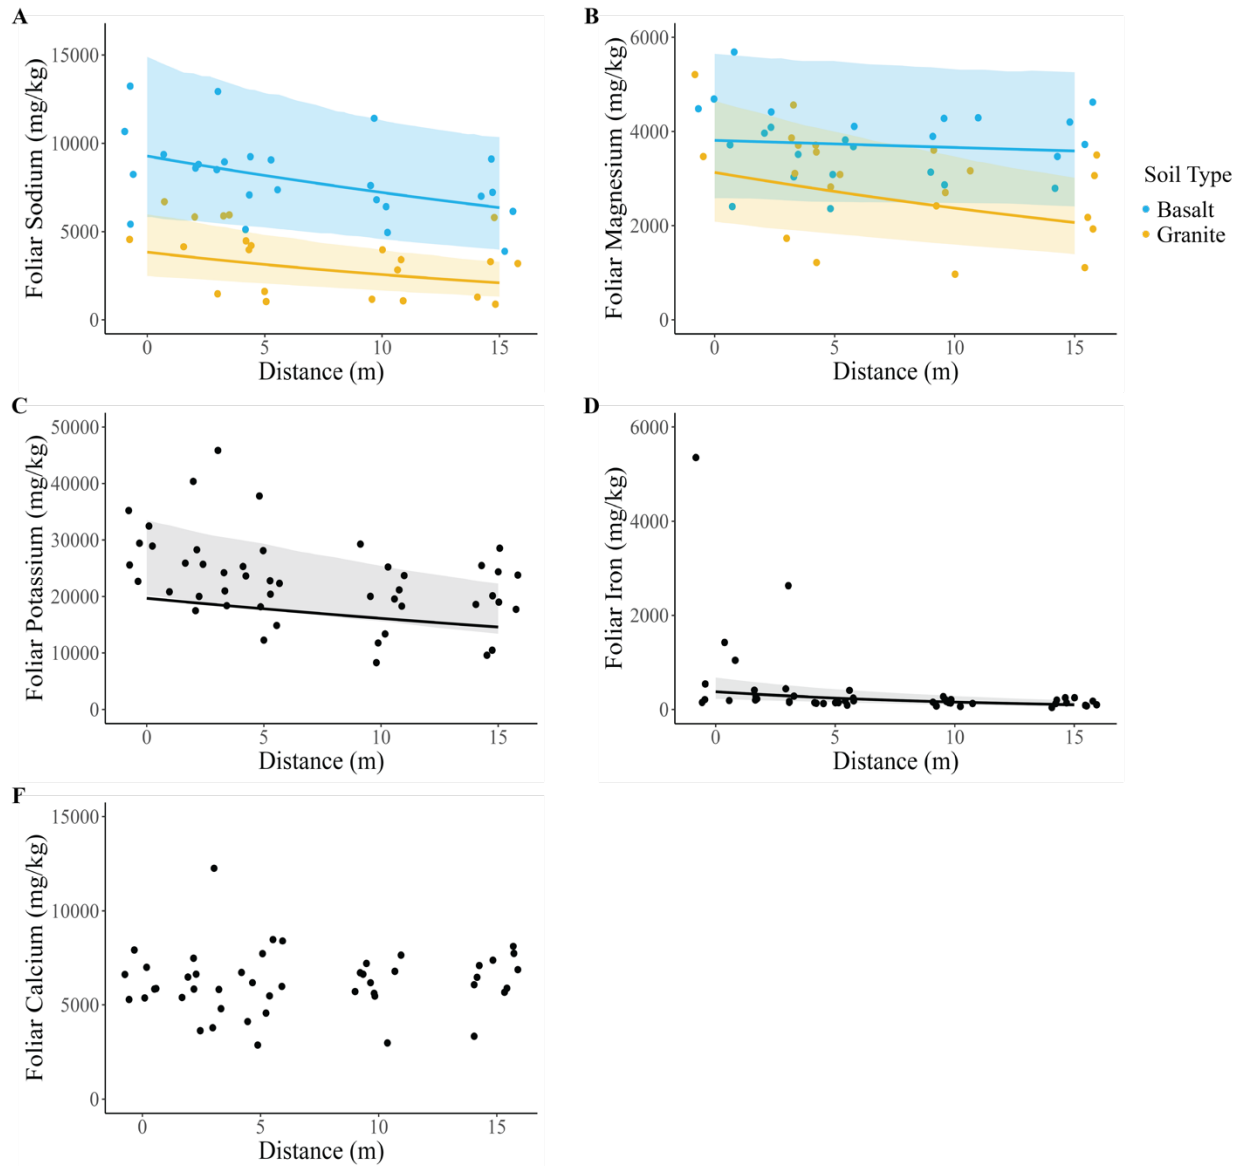 A
Foliar Sodium (mg/kg)
15000
10000
5000
0
0 5 10 15
Distance (m)
B
Foliar Magnesium (mg/kg)
6000
4000
2000
0
0 5 10 15
Distance (m)
Soil Type
Basalt
Granite
C
Foliar Potassium (mg/kg)
50000
40000
30000
20000
10000
0
0 5 10 15
Distance (m)
D
Foliar Iron (mg/kg)
6000
4000
2000
0
0 5 10 15
Distance (m)
F
Foliar Calcium (mg/kg)
15000
10000
5000
0
0 5 10 15
Distance (m)